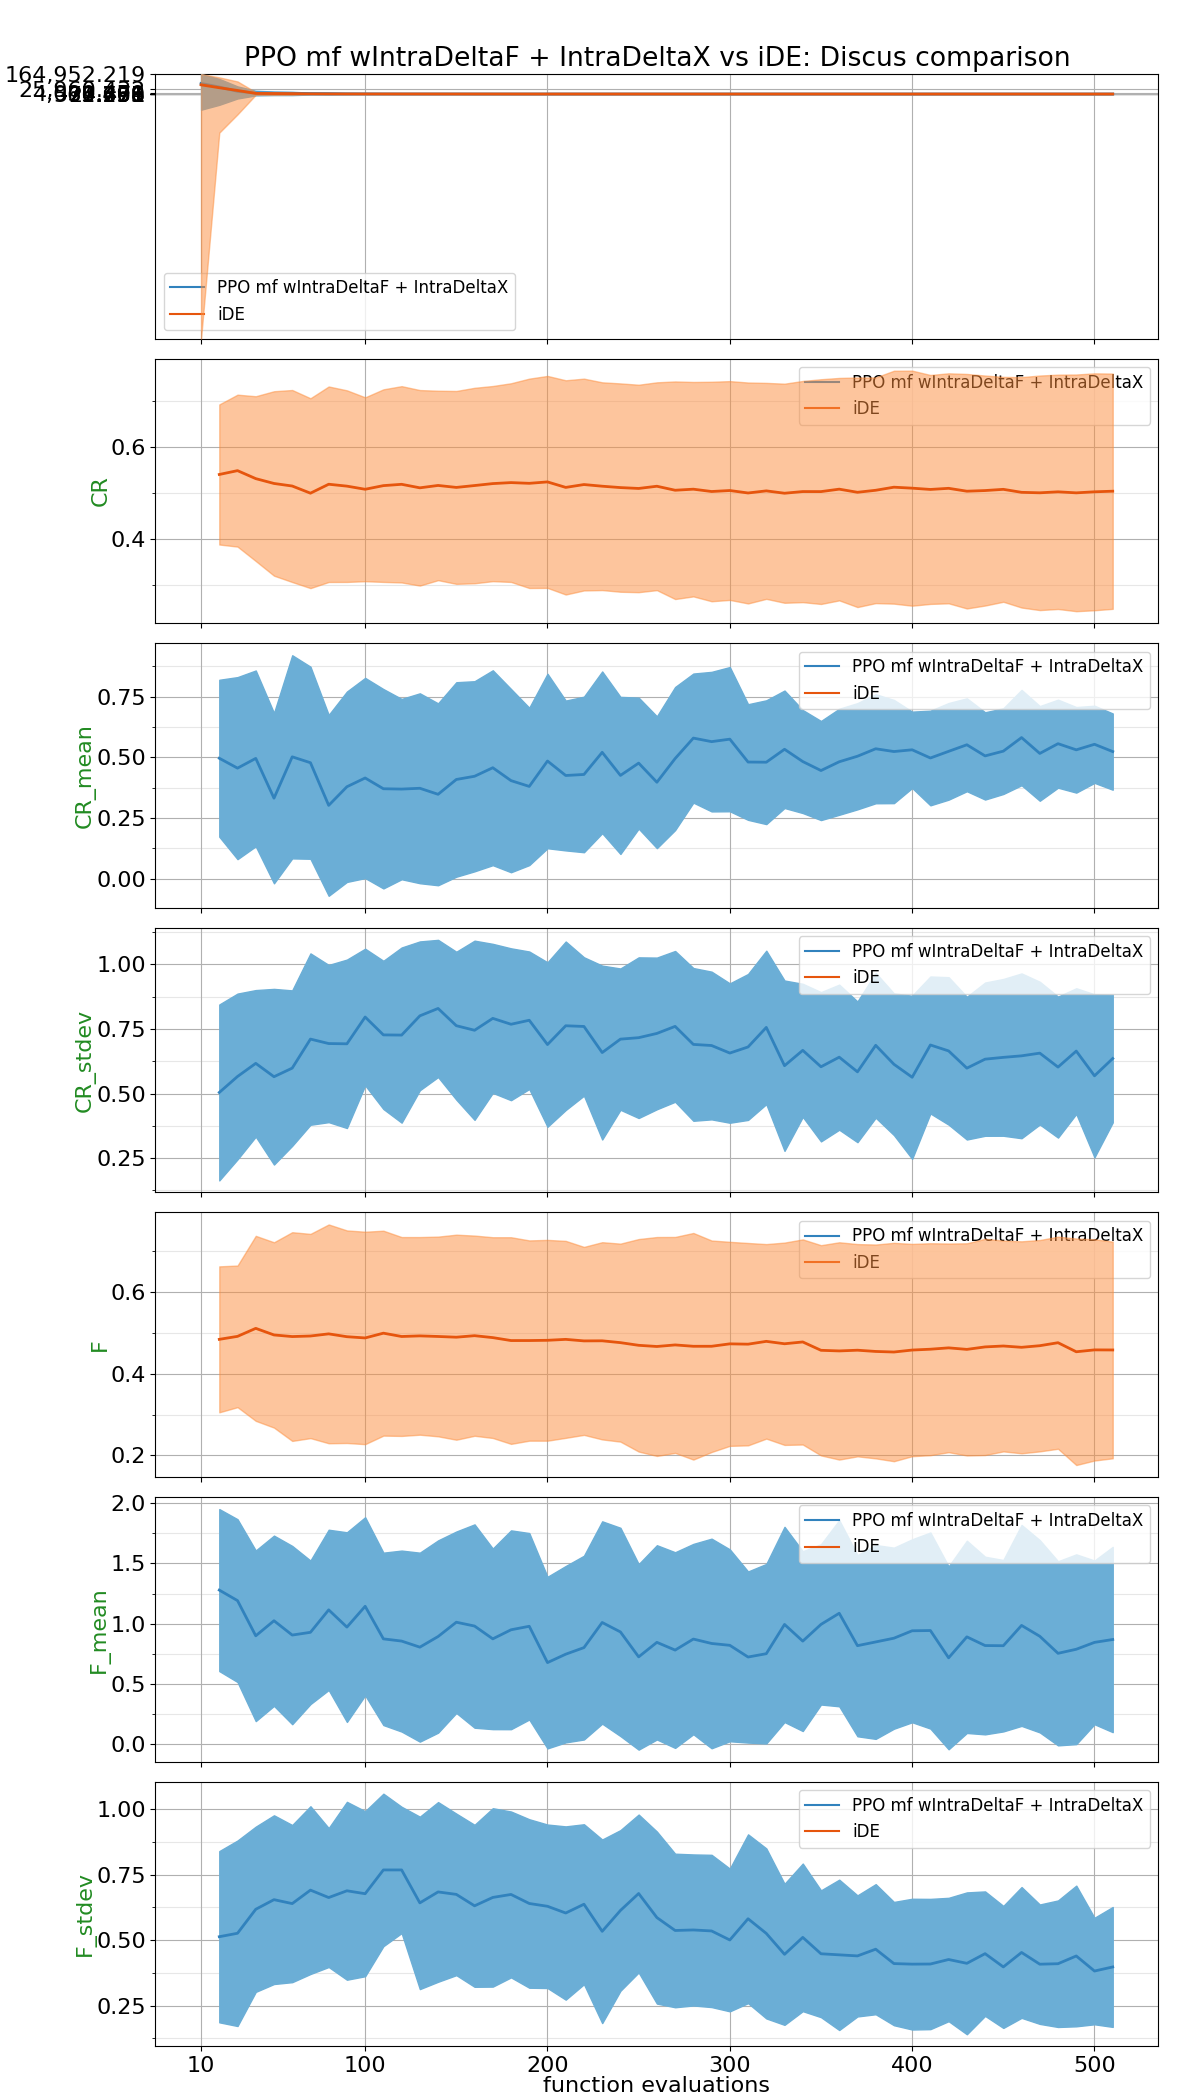 PPO mf wIntraDeltaF + IntraDeltaX vs iDE: Discus comparison
164,952.219
PPO mf wIntraDeltaF + IntraDeltaX
iDE
PPO mf wIntraDeltaF + IntraDeltaX
iDE
0.6
0.4
CR
PPO mf wIntraDeltaF + IntraDeltaX
iDE
0.75
0.50
0.25
0.00
CR_mean
PPO mf wIntraDeltaF + IntraDeltaX
iDE
1.00
0.75
0.50
0.25
CR_stdev
PPO mf wIntraDeltaF + IntraDeltaX
iDE
0.6
0.4
0.2
F
PPO mf wIntraDeltaF + IntraDeltaX
iDE
2.0
1.5
1.0
0.5
0.0
F_mean
PPO mf wIntraDeltaF + IntraDeltaX
iDE
1.00
0.75
0.50
0.25
F_stdev
10 100 200 300 400 500
function evaluations